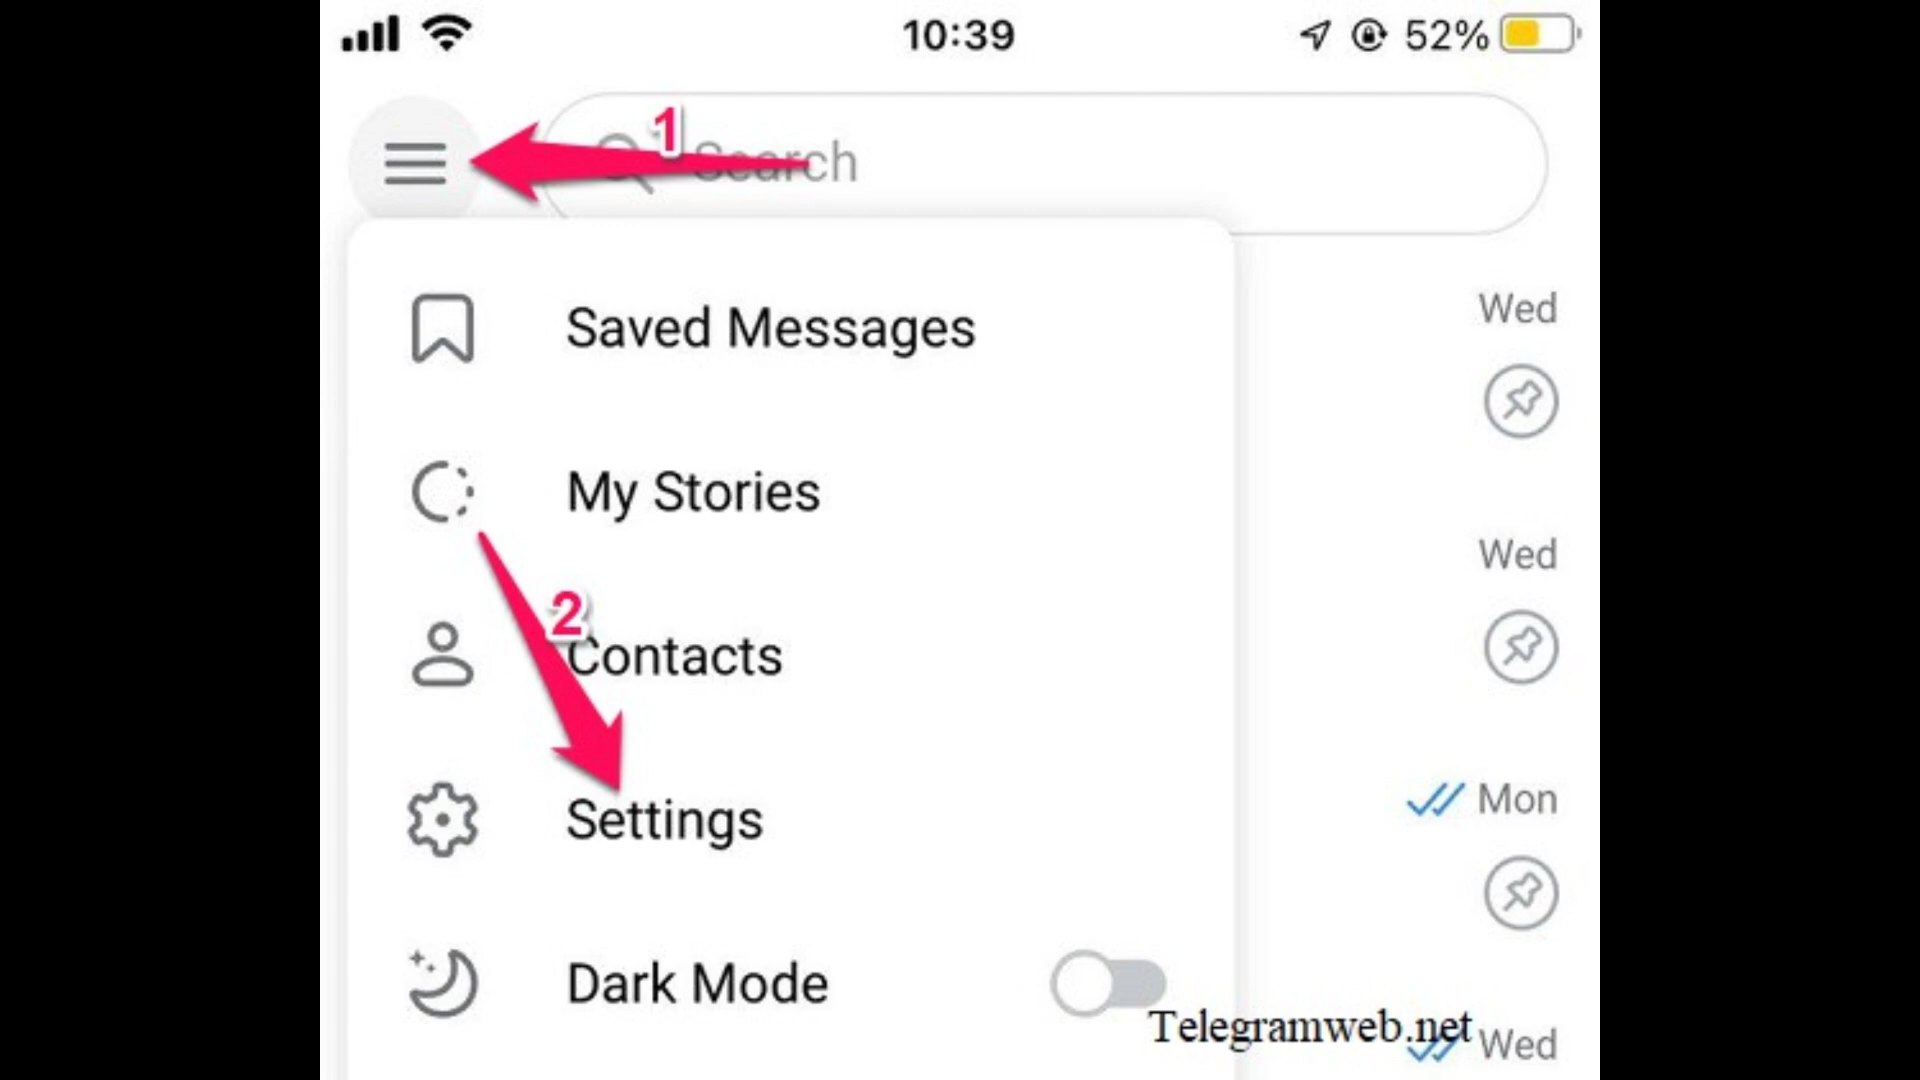 10:39
52%
1
Search
Saved Messages
Wed
My Stories
Wed
2
Contacts
Mon
Settings
Dark Mode
Telegramweb.net
Wed